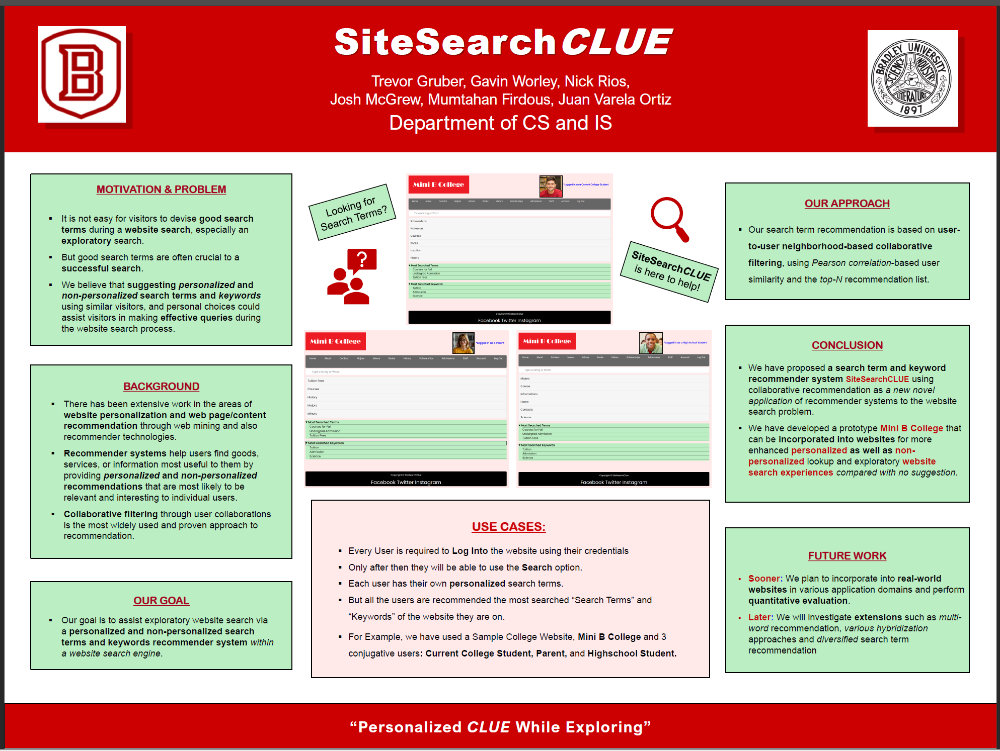 SiteSearchCLUE
Trevor Gruber, Gavin Worley, Nick Rios,
Josh McGrew, Mumtahan Firdous, Juan Varela Ortiz
Department of CS and IS
B
BRADLEY UNIVERSITY
SCIENCE
INDUSTRY
LITERATURE
1897
MOTIVATION & PROBLEM
▪ It is not easy for visitors to devise good search
terms during a website search, especially an
exploratory search.
▪ But good search terms are often crucial to a
successful search.
▪ We believe that suggesting personalized and
non-personalized search terms and keywords
using similar visitors, and personal choices could
assist visitors in making effective queries during
the website search process.
BACKGROUND
▪ There has been extensive work in the areas of
website personalization and web page/content
recommendation through web mining and also
recommender technologies.
▪ Recommender systems help users find goods,
services, or information most useful to them by
providing personalized and non-personalized
recommendations that are most likely to be
relevant and interesting to individual users.
▪ Collaborative filtering through user collaborations
is the most widely used and proven approach to
recommendation.
OUR GOAL
▪ Our goal is to assist exploratory website search via
a personalized and non-personalized search
terms and keywords recommender system within
a website search engine.
Looking for
Search Terms?
?
Mini B College
*Logged in as a Current College Student
Home About Contact Majors Minors Books History Scholarships Admissions Staff Account Log Out
Type a String or Word..
Scholarships
Professors
Courses
Books
Location
History
▾ Most Searched Terms
Courses for Fall
Undergrad Admission
Tuition Fees
▾ Most Searched Keywords
Tuition
Admission
Science
Copyright © SiteSearchClue
Facebook Twitter Instagram
SiteSearchCLUE
is here to help!
Mini B College
*Logged in as a Parent
Home About Contact Majors Minors Books History Scholarships Admissions Staff Account Log Out
Type a String or Word..
Tuition Fees
Courses
History
Majors
Minors
▾ Most Searched Terms
Courses for Fall
Undergrad Admission
Tuition Fees
▾ Most Searched Keywords
Tuition
Admission
Science
Copyright © SiteSearchClue
Facebook Twitter Instagram
Mini B College
*Logged in as a High School Student
Home About Contact Majors Minors Books History Scholarships Admissions Staff Account Log Out
Type a String or Word..
Majors
Course
Informations
Home
Contacts
Science
▾ Most Searched Terms
Courses for Fall
Undergrad Admission
Tuition Fees
▾ Most Searched Keywords
Tuition
Admission
Science
Copyright © SiteSearchClue
Facebook Twitter Instagram
USE CASES:
▪ Every User is required to Log Into the website using their credentials
▪ Only after then they will be able to use the Search option.
▪ Each user has their own personalized search terms.
▪ But all the users are recommended the most searched “Search Terms” and
“Keywords” of the website they are on.
▪ For Example, we have used a Sample College Website, Mini B College and 3
conjugative users: Current College Student, Parent, and Highschool Student.
OUR APPROACH
▪ Our search term recommendation is based on user-
to-user neighborhood-based collaborative
filtering, using Pearson correlation-based user
similarity and the top-N recommendation list.
CONCLUSION
▪ We have proposed a search term and keyword
recommender system SiteSearchCLUE using
collaborative recommendation as a new novel
application of recommender systems to the website
search problem.
▪ We have developed a prototype Mini B College that
can be incorporated into websites for more
enhanced personalized as well as non-
personalized lookup and exploratory website
search experiences compared with no suggestion.
FUTURE WORK
▪ Sooner: We plan to incorporate into real-world
websites in various application domains and perform
quantitative evaluation.
▪ Later: We will investigate extensions such as multi-
word recommendation, various hybridization
approaches and diversified search term
recommendation
“Personalized CLUE While Exploring”